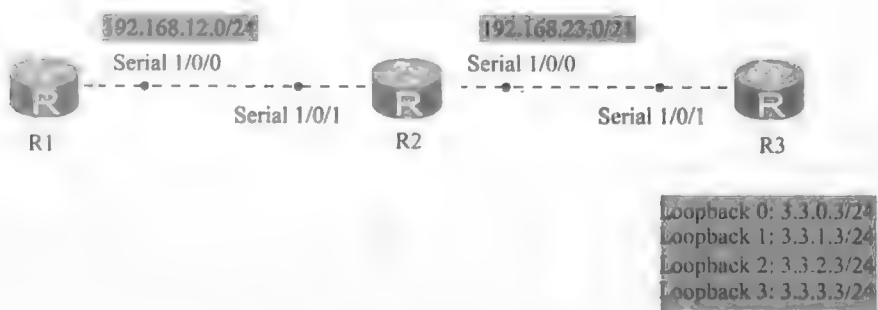 192.168.12.0/24
192.168.23.0/24
Serial 1/0/0
Serial 1/0/0
Serial 1/0/1
Serial 1/0/1
R1
R2
R3
Loopback 0: 3.3.0.3/24
Loopback 1: 3.3.1.3/24
Loopback 2: 3.3.2.3/24
Loopback 3: 3.3.3.3/24